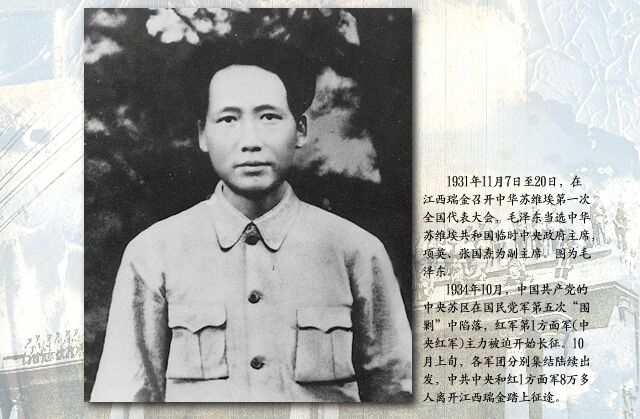 1931年11月7日至20日，在
江西瑞金召开中华苏维埃第一次
全国代表大会，毛泽东当选中华
苏维埃共和国临时中央政府主席，
项英、张国焘为副主席。图为毛
泽东。
1934年10月，中国共产党的
中央苏区在国民党军第五次“围
剿”中陷落，红军第1方面军(中
央红军)主力被迫开始长征。10
月上旬，各军团分别集结陆续出
发，中共中央和红1方面军8万多
人离开江西瑞金踏上征途。